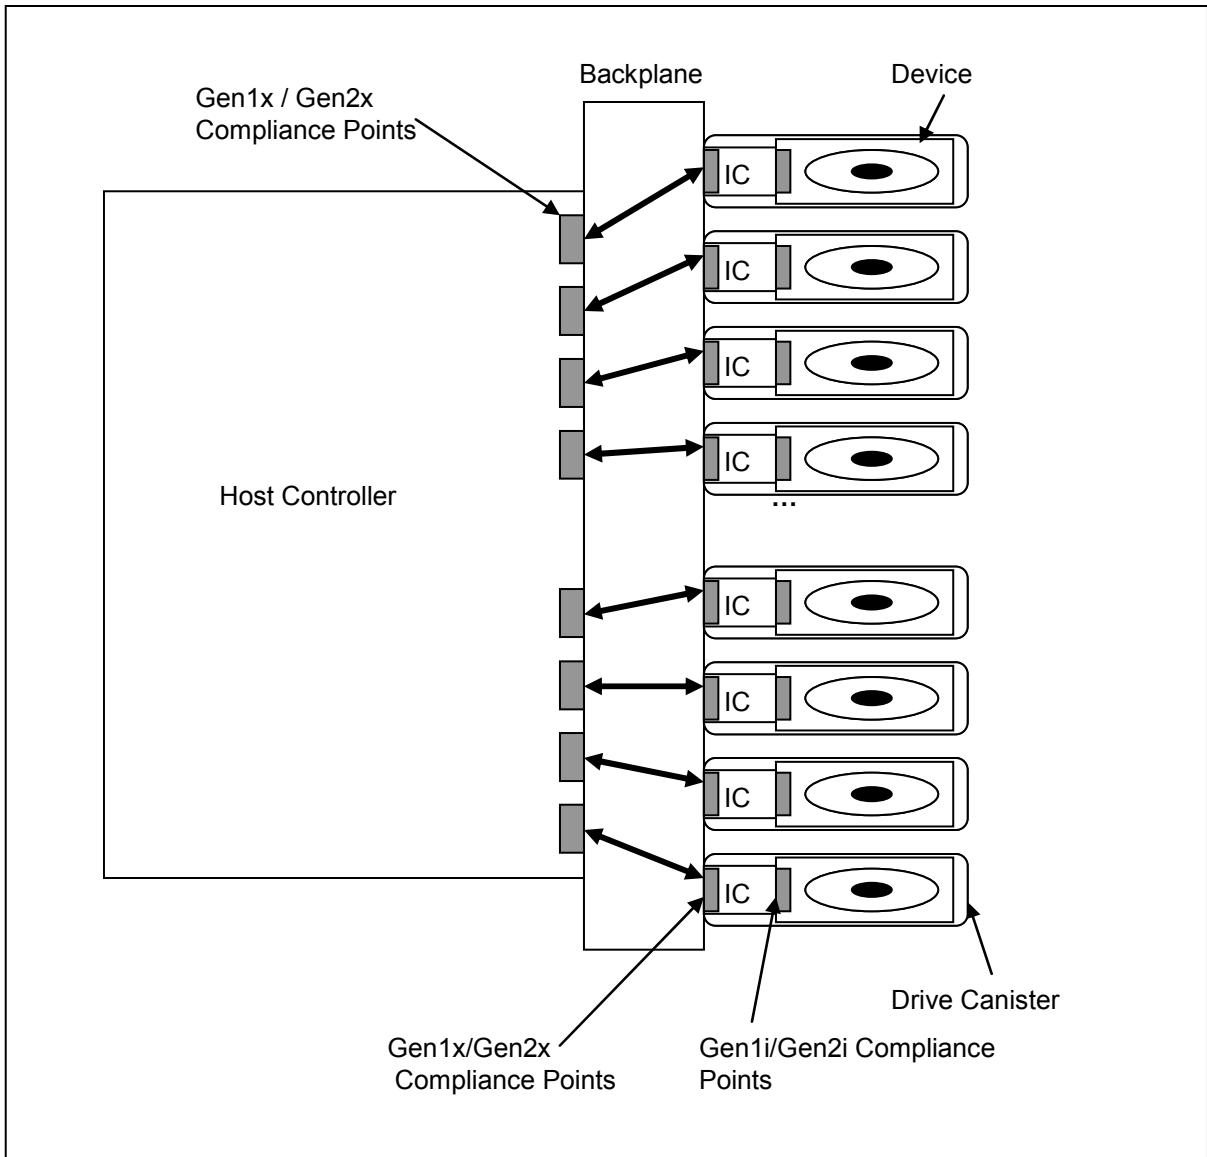 Backplane
Device
Gen1x / Gen2x
Compliance Points
IC
IC
IC
IC
...
Host Controller
IC
IC
IC
IC
Drive Canister
Gen1x/Gen2x
Compliance Points
Gen1i/Gen2i Compliance
Points